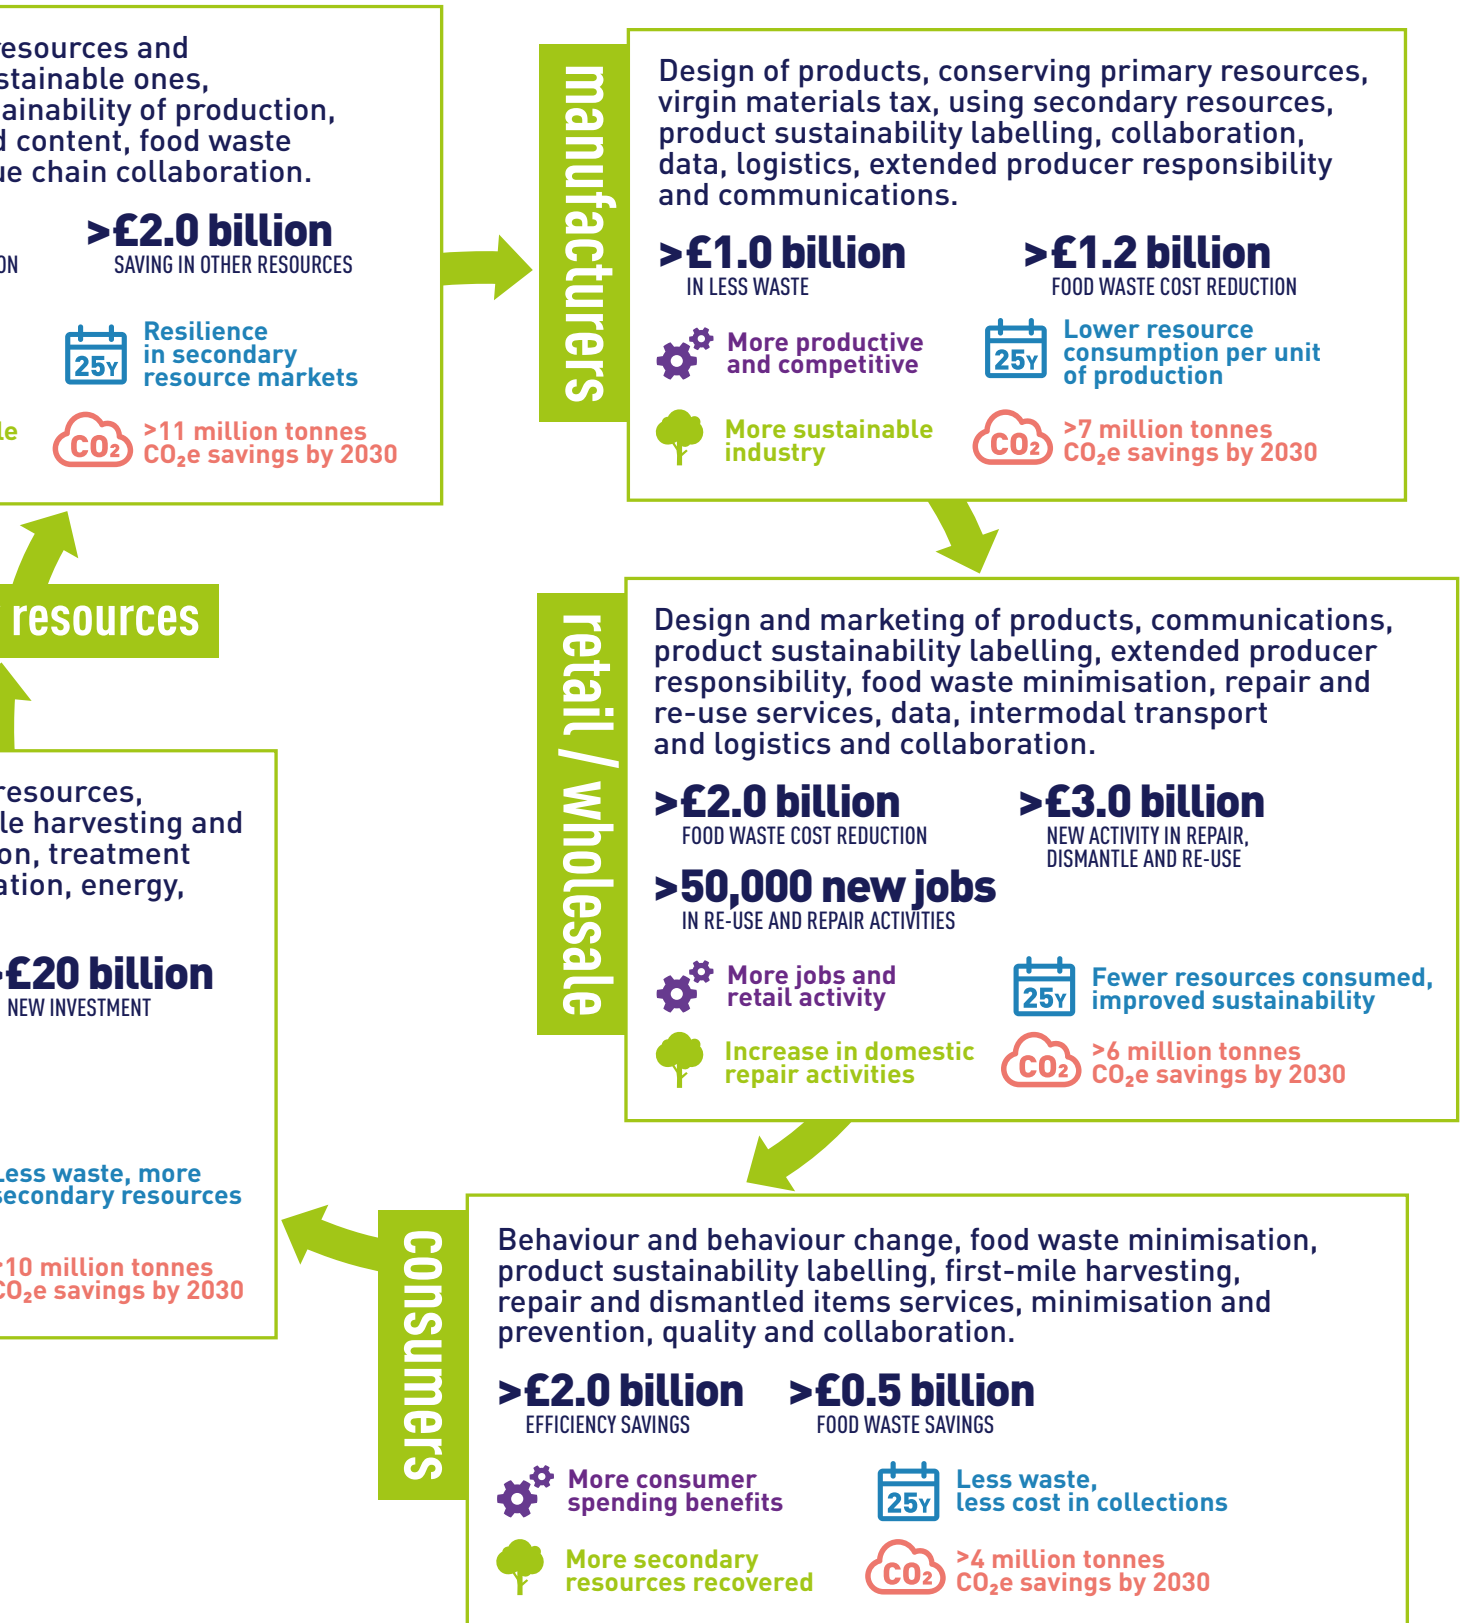 resources and
stainable ones,
ainability of production,
content, food waste
chain collaboration.
>£2.0 billion
SAVING IN OTHER RESOURCES
25Y
Resilience
in secondary
resource markets
CO₂
>11 million tonnes
CO₂e savings by 2030
manufacturers
Design of products, conserving primary resources,
virgin materials tax, using secondary resources,
product sustainability labelling, collaboration,
data, logistics, extended producer responsibility
and communications.
>£1.0 billion
IN LESS WASTE
>£1.2 billion
FOOD WASTE COST REDUCTION
More productive
and competitive
25Y
Lower resource
consumption per unit
of production
More sustainable
industry
CO₂
>7 million tonnes
CO₂e savings by 2030
resources
retail / wholesale
Design and marketing of products, communications,
product sustainability labelling, extended producer
responsibility, food waste minimisation, repair and
re-use services, data, intermodal transport
and logistics and collaboration.
>£2.0 billion
FOOD WASTE COST REDUCTION
>£3.0 billion
NEW ACTIVITY IN REPAIR,
DISMANTLE AND RE-USE
>50,000 new jobs
IN RE-USE AND REPAIR ACTIVITIES
More jobs and
retail activity
25Y
Fewer resources consumed,
improved sustainability
Increase in domestic
repair activities
CO₂
>6 million tonnes
CO₂e savings by 2030
resources,
harvesting and
treatment
energy,
£20 billion
NEW INVESTMENT
Less waste, more
secondary resources
10 million tonnes
CO₂e savings by 2030
consumers
Behaviour and behaviour change, food waste minimisation,
product sustainability labelling, first-mile harvesting,
repair and dismantled items services, minimisation and
prevention, quality and collaboration.
>£2.0 billion
EFFICIENCY SAVINGS
>£0.5 billion
FOOD WASTE SAVINGS
More consumer
spending benefits
25Y
Less waste,
less cost in collections
More secondary
resources recovered
CO₂
>4 million tonnes
CO₂e savings by 2030